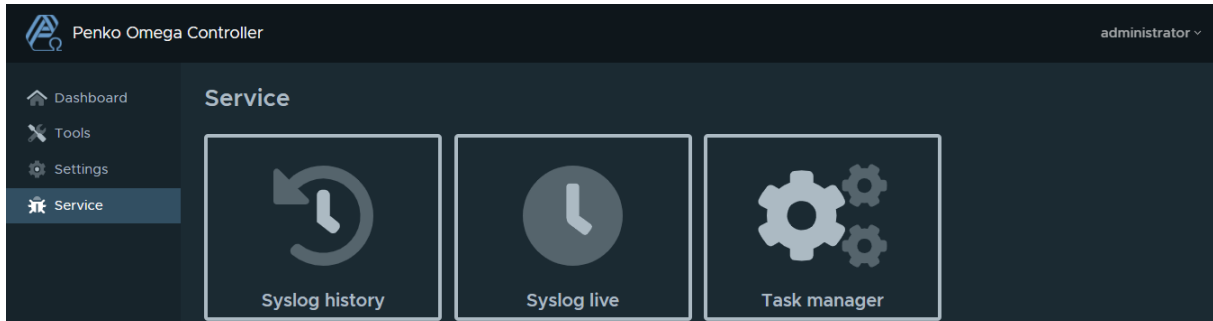 Penko Omega Controller
administrator
Dashboard
Service
Tools
Settings
Service
Syslog history
Syslog live
Task manager